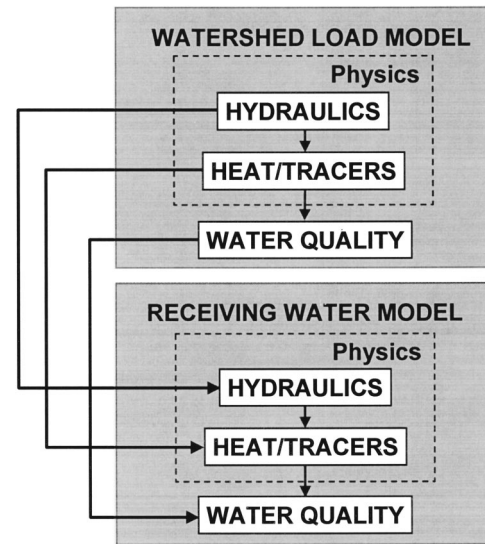 WATERSHED LOAD MODEL
Physics
HYDRAULICS
HEAT/TRACERS
WATER QUALITY
RECEIVING WATER MODEL
Physics
HYDRAULICS
HEAT/TRACERS
WATER QUALITY